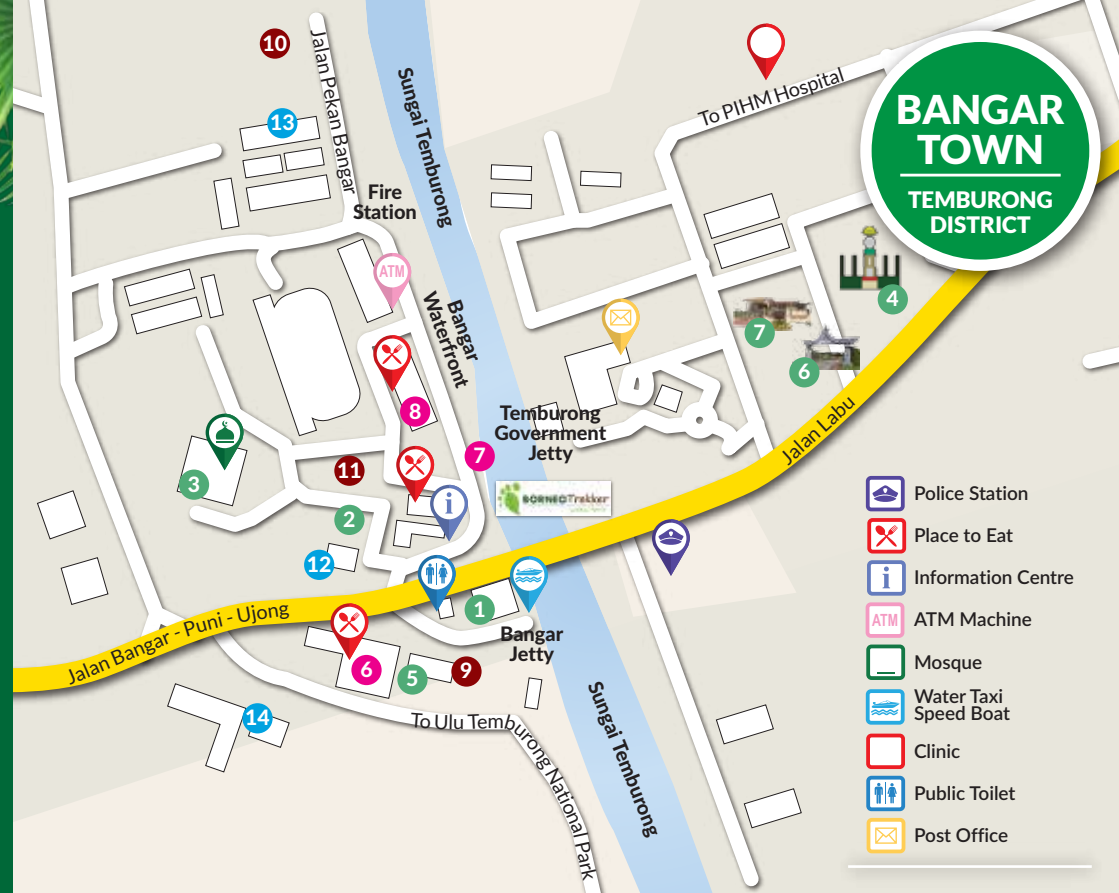 BANGAR
TOWN
TEMBURONG
DISTRICT
10
Jalan Pekan Bangar
Sungai Temburong
To PIHM Hospital
13
Fire
Station
ATM
Bangar
Waterfront
4
7
6
8
Temburong
Government
Jetty
7
Jalan Labu
3
11
2
i
BORNEO Trekker
12
1
Bangar
Jetty
Jalan Bangar - Puni - Ujong
6
5
9
14
To Ulu Temburong National Park
Sungai Temburong
Police Station
Place to Eat
i
Information Centre
ATM
ATM Machine
Mosque
Water Taxi
Speed Boat
Clinic
Public Toilet
Post Office